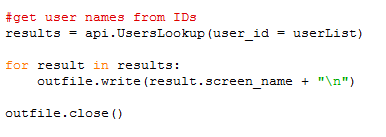 #get user names from IDs
results = api.UsersLookup(user_id = userList)
for result in results:
    outfile.write(result.screen_name + "\n")
outfile.close()